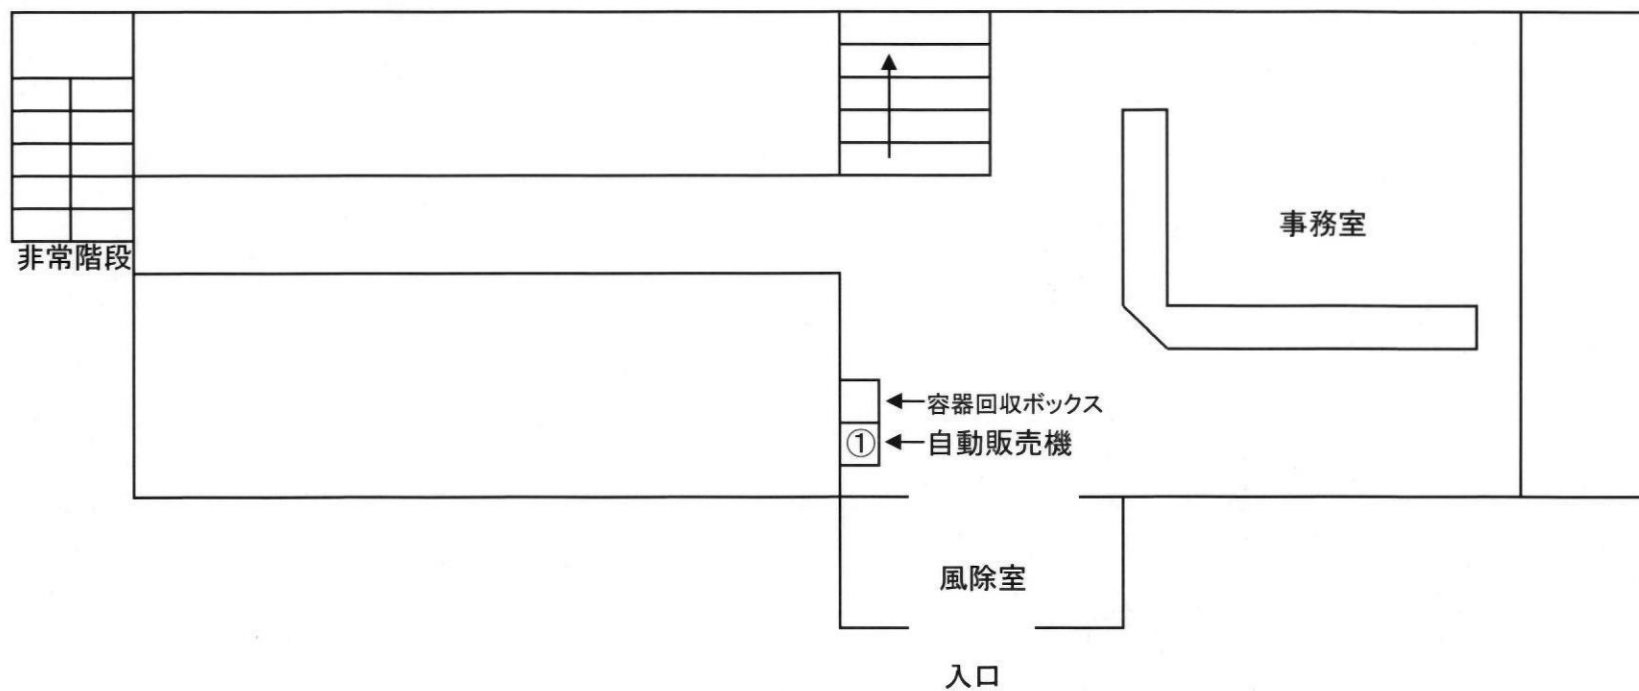 事務室
非常階段
容器回収ボックス
①
自動販売機
風除室
入口